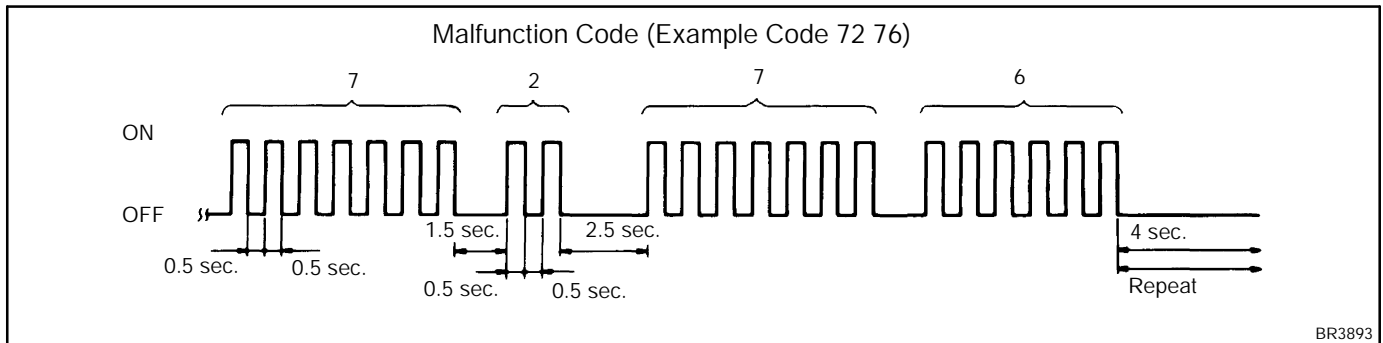 Malfunction Code (Example Code 72 76)
7 2 7 6
ON
OFF
1.5 sec. 2.5 sec. 4 sec.
0.5 sec. 0.5 sec.
0.5 sec. 0.5 sec.
Repeat
BR3893